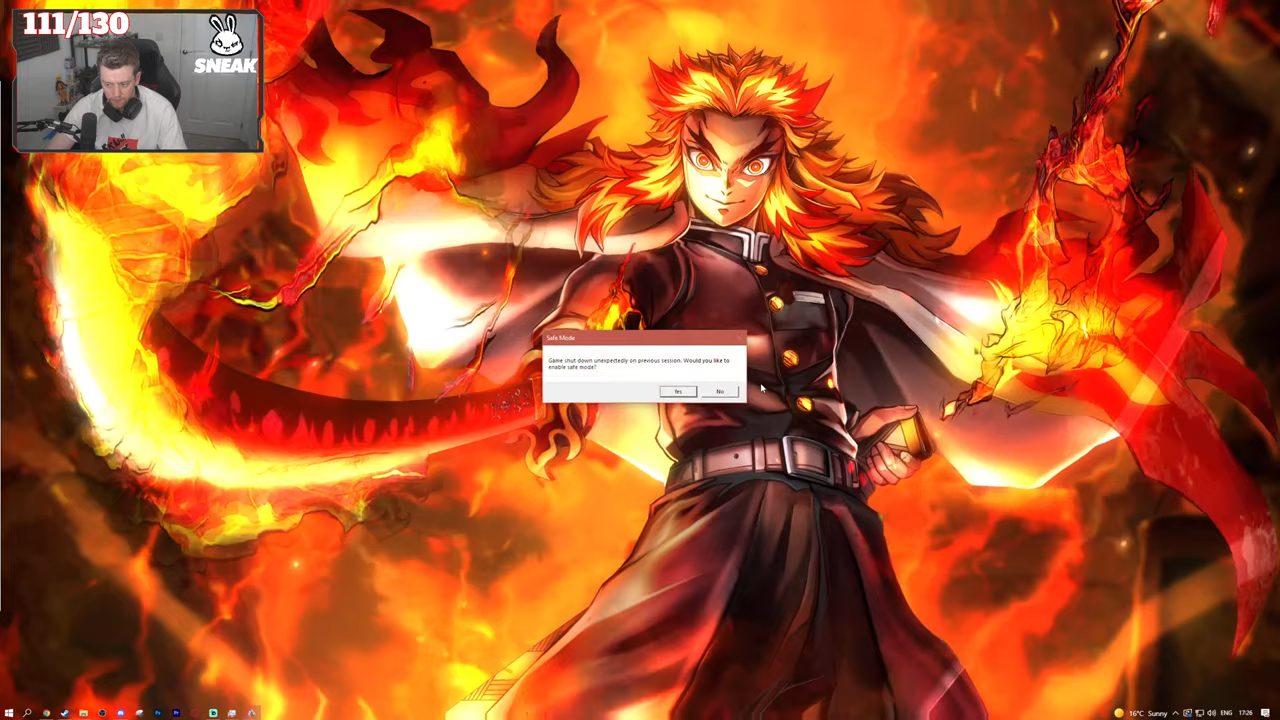 111/130
SNEAK
Safe Mode
Game shut down unexpectedly on previous session. Would you like to
enable safe mode?
Yes No
16°C Sunny ENG 17:26